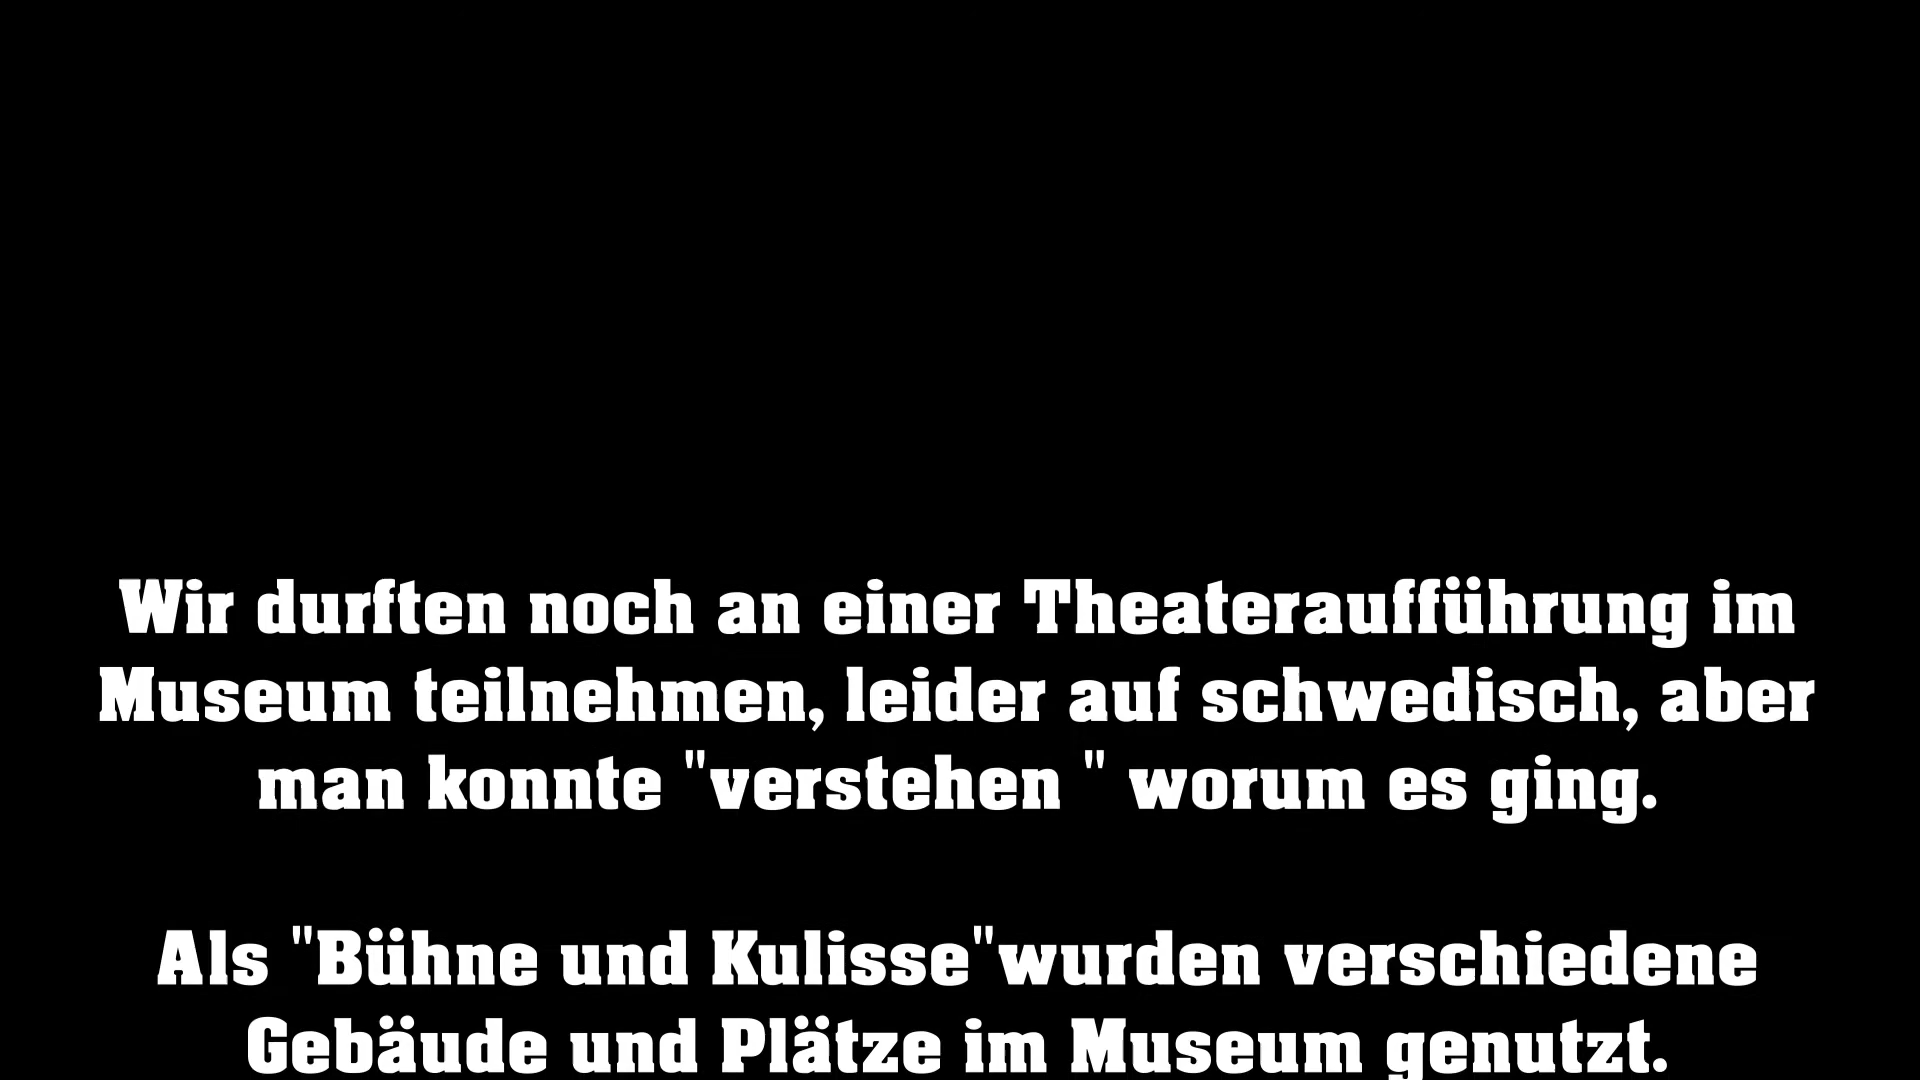 Wir durften noch an einer Theateraufführung im
Museum teilnehmen, leider auf schwedisch, aber
man konnte "verstehen " worum es ging.
Als "Bühne und Kulisse"wurden verschiedene
Gebäude und Plätze im Museum genutzt.